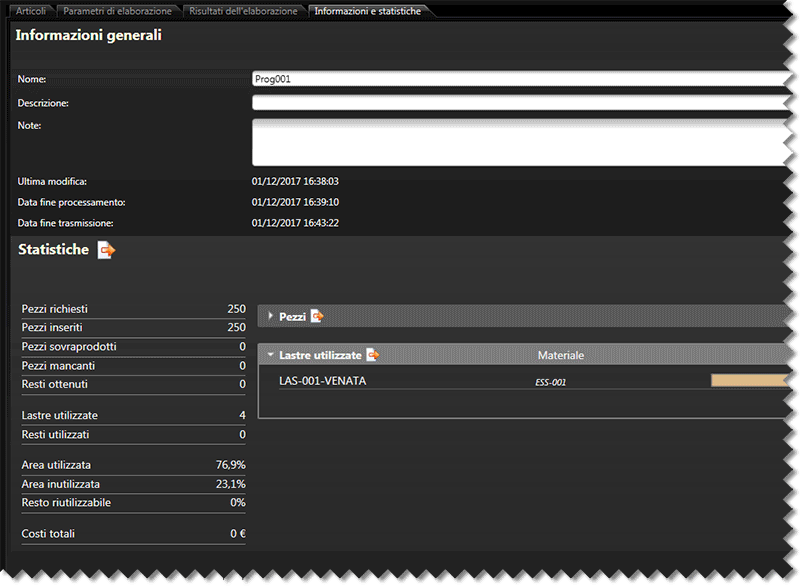 Articoli Parametri di elaborazione Risultati dell'elaborazione Informazioni e statistiche
Informazioni generali
Nome: Prog001
Descrizione:
Note:
Ultima modifica: 01/12/2017 16:38:03
Data fine processamento: 01/12/2017 16:39:10
Data fine trasmissione: 01/12/2017 16:43:22
Statistiche
Pezzi richiesti 250
Pezzi inseriti 250
Pezzi sovraprodotti 0
Pezzi mancanti 0
Resti ottenuti 0
Lastre utilizzate 4
Resti utilizzati 0
Area utilizzata 76,9%
Area inutilizzata 23,1%
Resto riutilizzabile 0%
Costi totali 0 €
Pezzi
Lastre utilizzate Materiale
LAS-001-VENATA ESS-001